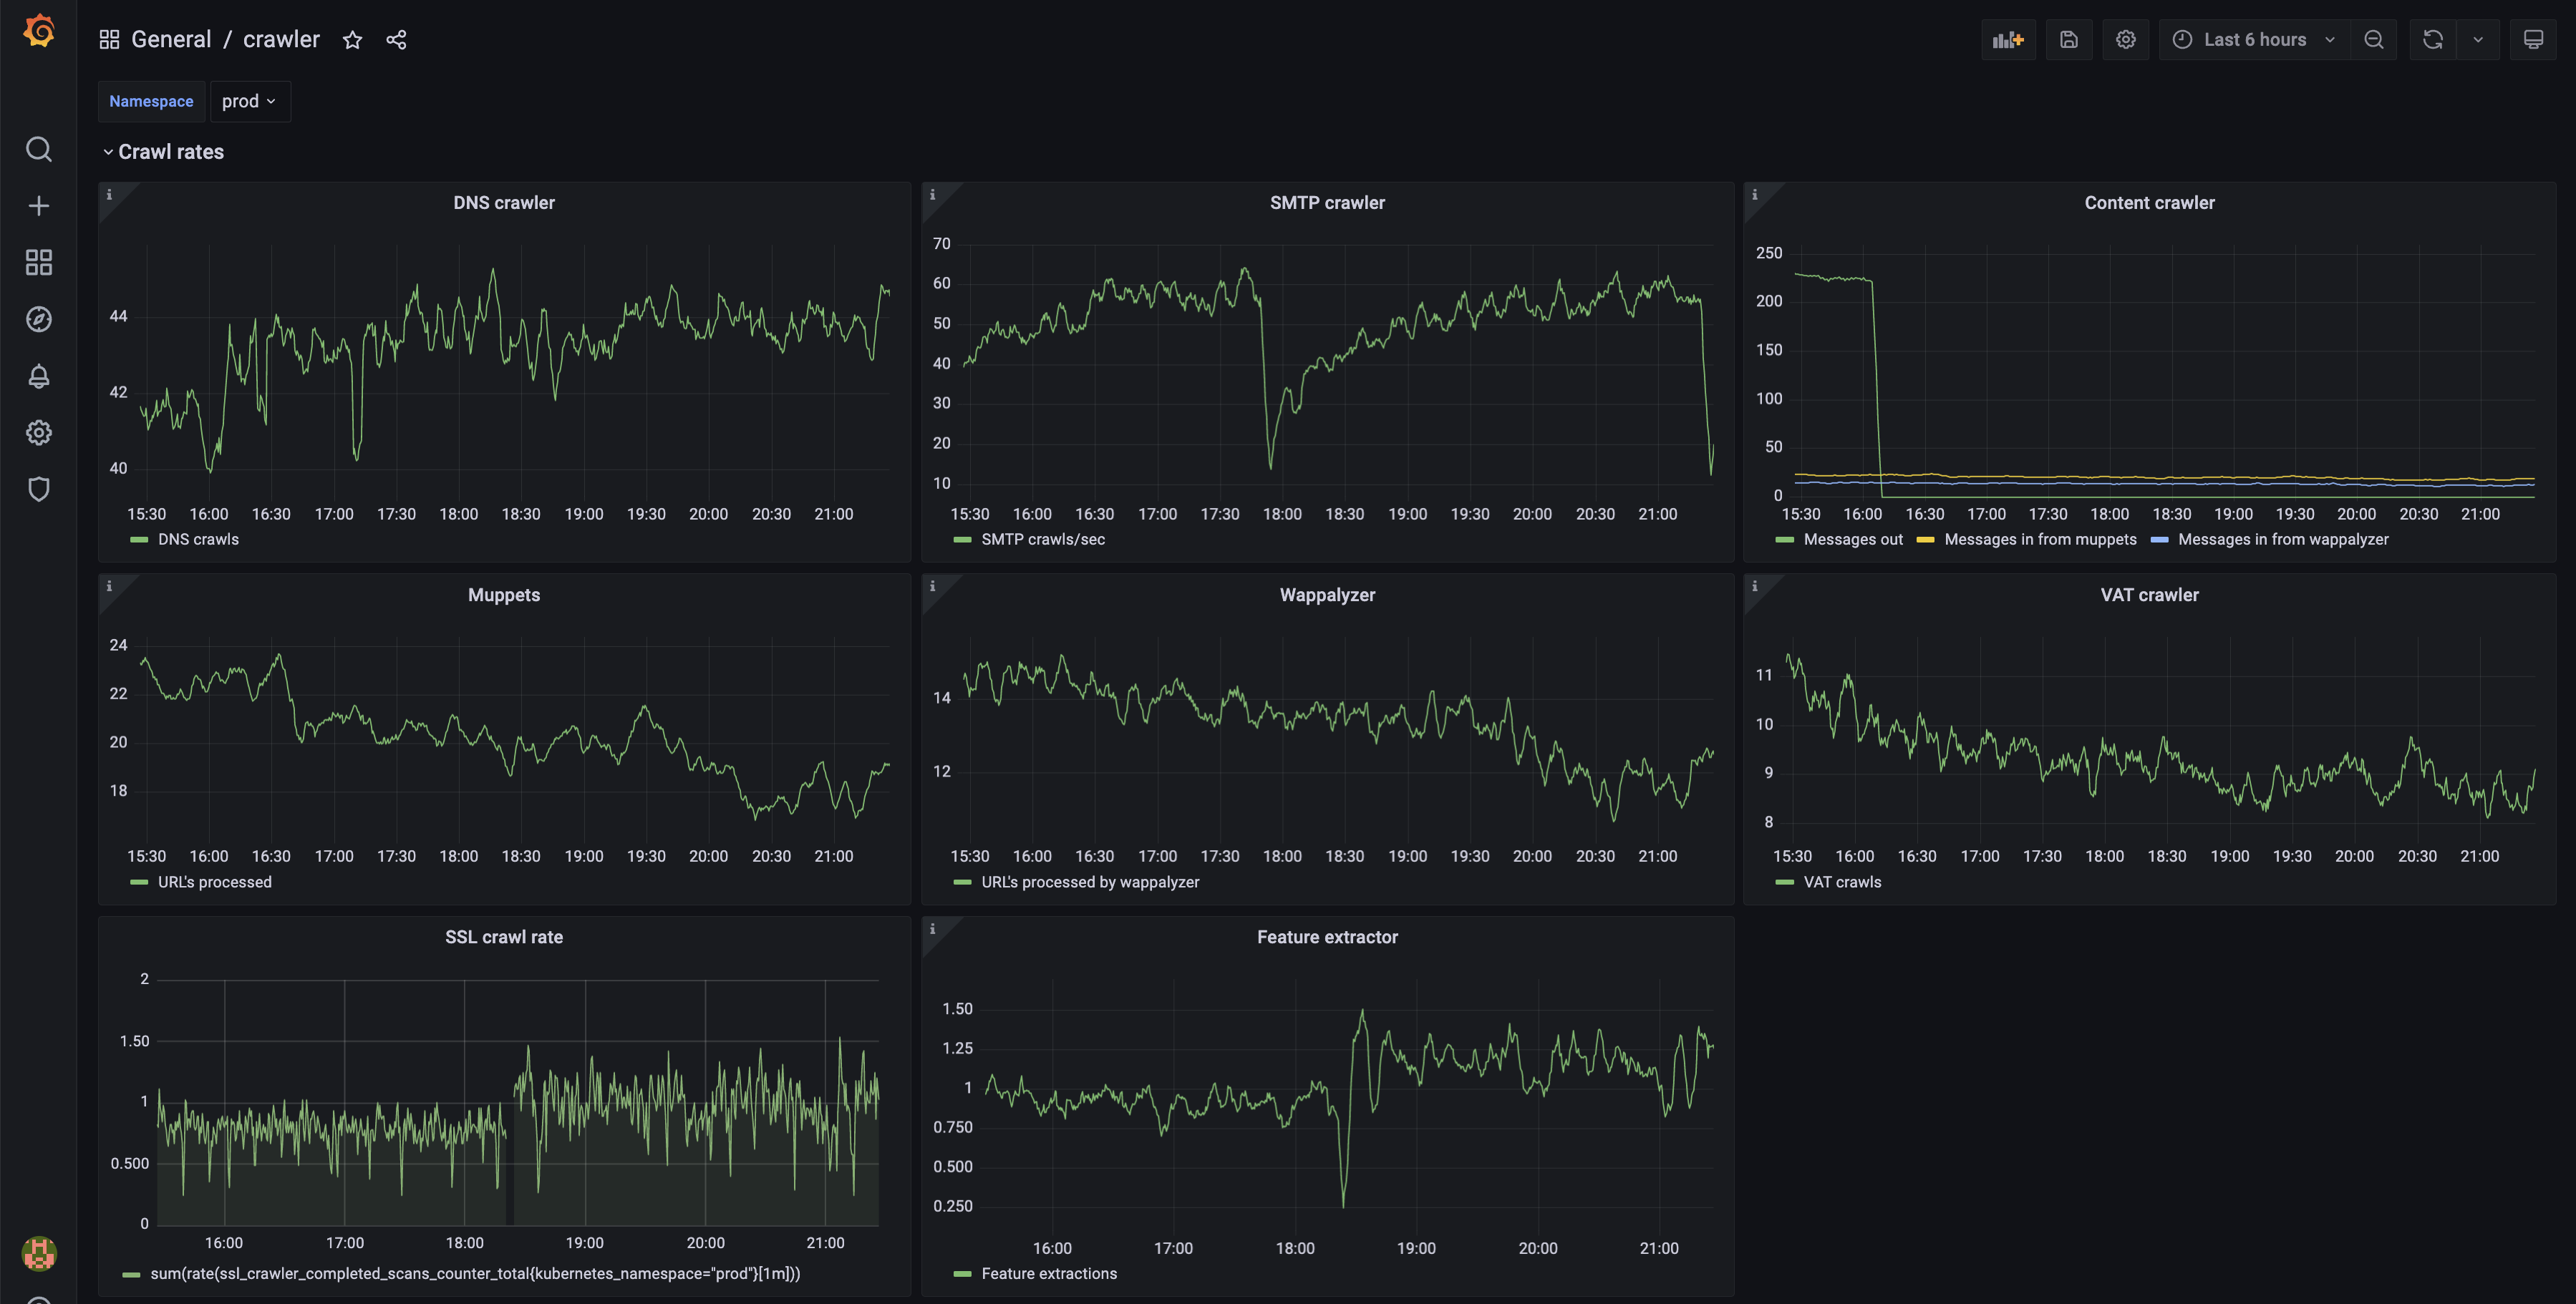 General / crawler
Last 6 hours
Namespace prod
Crawl rates
DNS crawler
44
42
40
15:30 16:00 16:30 17:00 17:30 18:00 18:30 19:00 19:30 20:00 20:30 21:00
DNS crawls
SMTP crawler
70
60
50
40
30
20
10
15:30 16:00 16:30 17:00 17:30 18:00 18:30 19:00 19:30 20:00 20:30 21:00
SMTP crawls/sec
Content crawler
250
200
150
100
50
0
15:30 16:00 16:30 17:00 17:30 18:00 18:30 19:00 19:30 20:00 20:30 21:00
Messages out Messages in from muppets Messages in from wappalyzer
Muppets
24
22
20
18
15:30 16:00 16:30 17:00 17:30 18:00 18:30 19:00 19:30 20:00 20:30 21:00
URL's processed
Wappalyzer
14
12
15:30 16:00 16:30 17:00 17:30 18:00 18:30 19:00 19:30 20:00 20:30 21:00
URL's processed by wappalyzer
VAT crawler
11
10
9
8
15:30 16:00 16:30 17:00 17:30 18:00 18:30 19:00 19:30 20:00 20:30 21:00
VAT crawls
SSL crawl rate
2
1.50
1
0.500
0
16:00 17:00 18:00 19:00 20:00 21:00
sum(rate(ssl_crawler_completed_scans_counter_total{kubernetes_namespace="prod"}[1m]))
Feature extractor
1.50
1.25
1
0.750
0.500
0.250
16:00 17:00 18:00 19:00 20:00 21:00
Feature extractions